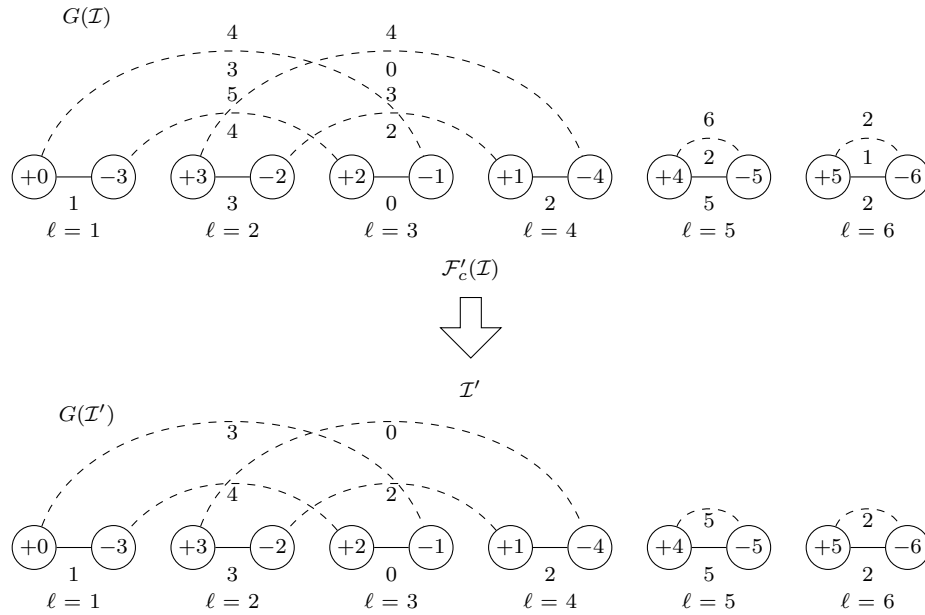 G(I)
4 4
3 0
5 3 6 2
4 2 2 1
+0 −3 +3 −2 +2 −1 +1 −4 +4 −5 +5 −6
1 3 0 2 5 2
ℓ = 1 ℓ = 2 ℓ = 3 ℓ = 4 ℓ = 5 ℓ = 6
F′c(I)
I′
G(I′)
3 0
4 2 5 2
+0 −3 +3 −2 +2 −1 +1 −4 +4 −5 +5 −6
1 3 0 2 5 2
ℓ = 1 ℓ = 2 ℓ = 3 ℓ = 4 ℓ = 5 ℓ = 6